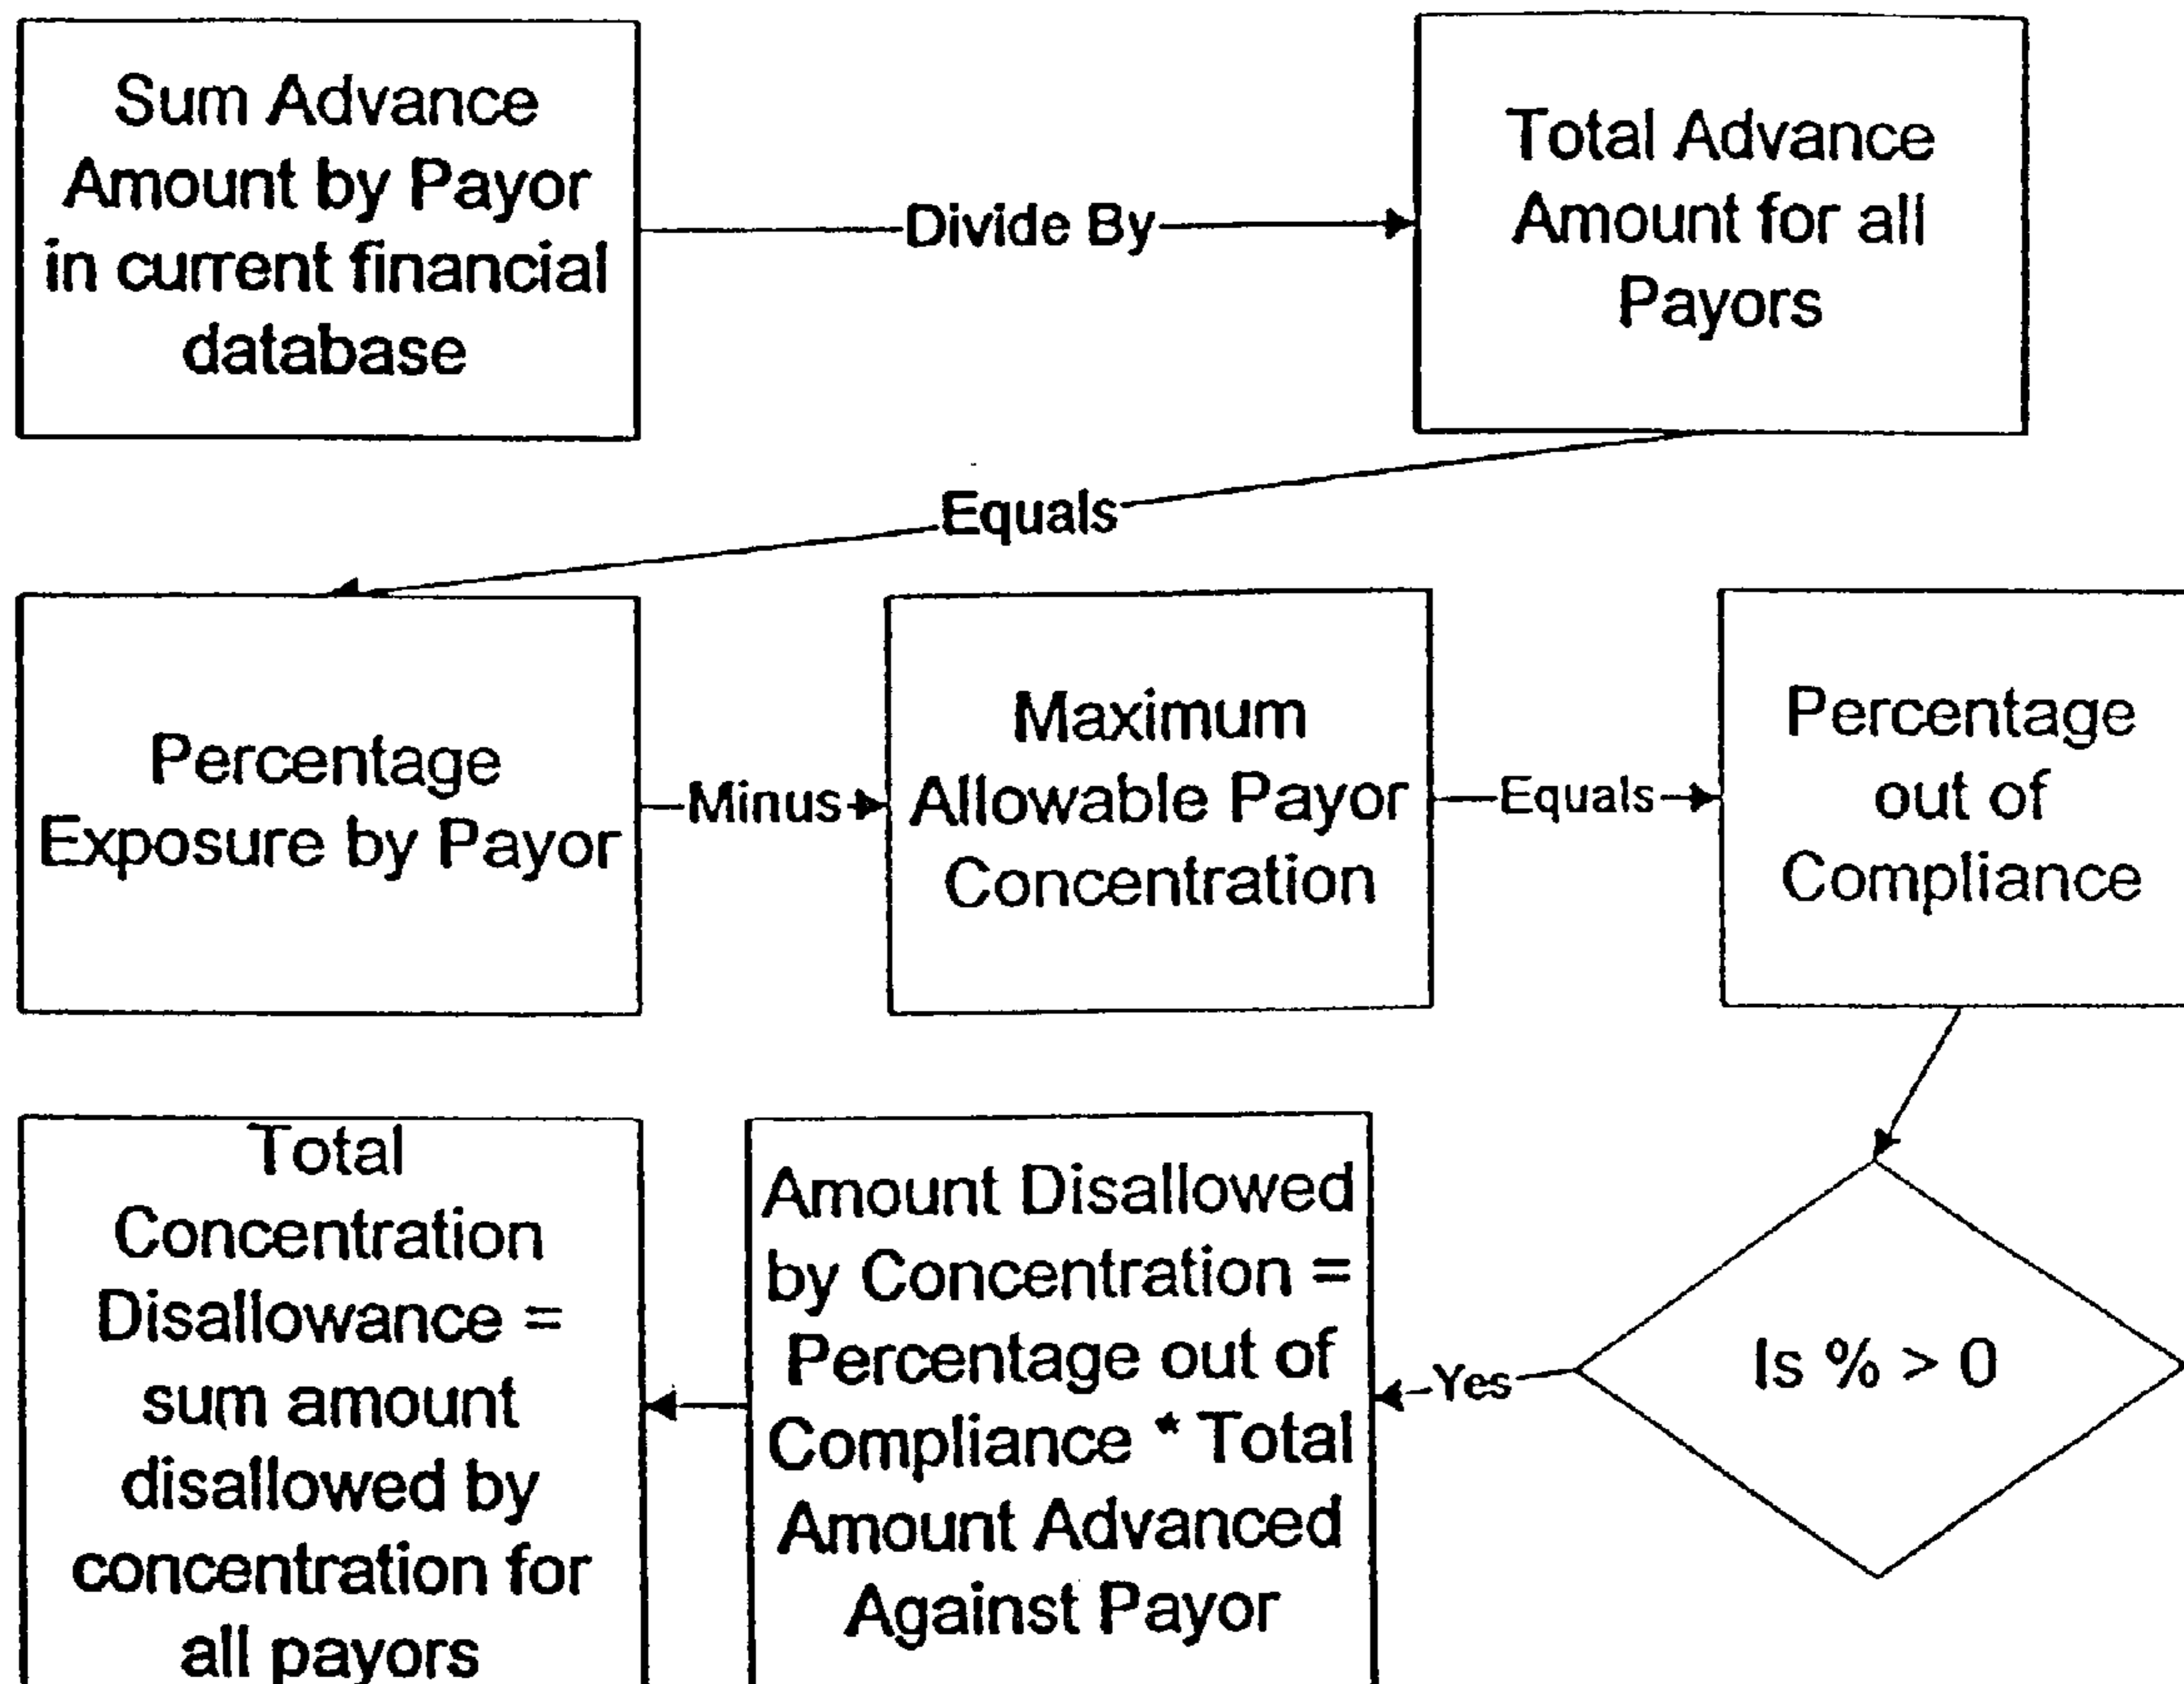 Sum Advance
Amount by Payor
in current financial
database
Divide By
Total Advance
Amount for all
Payors
Equals
Percentage
Exposure by Payor
Minus
Maximum
Allowable Payor
Concentration
Equals
Percentage
out of
Compliance
Is % > 0
Yes
Amount Disallowed
by Concentration =
Percentage out of
Compliance * Total
Amount Advanced
Against Payor
Total
Concentration
Disallowance =
sum amount
disallowed by
concentration for
all payors